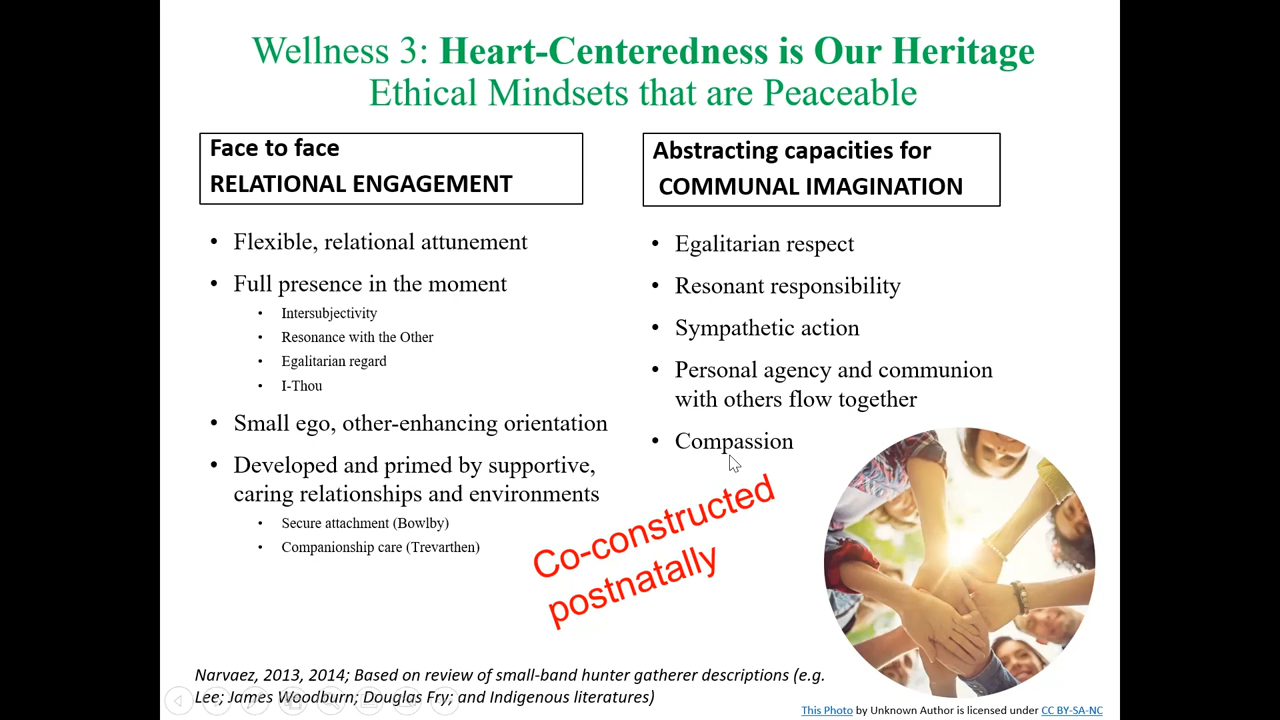 Wellness 3: Heart-Centeredness is Our Heritage
Ethical Mindsets that are Peaceable
Face to face
RELATIONAL ENGAGEMENT
• Flexible, relational attunement
• Full presence in the moment
• Intersubjectivity
• Resonance with the Other
• Egalitarian regard
• I-Thou
• Small ego, other-enhancing orientation
• Developed and primed by supportive,
caring relationships and environments
• Secure attachment (Bowlby)
• Companionship care (Trevarthen)
Abstracting capacities for
COMMUNAL IMAGINATION
• Egalitarian respect
• Resonant responsibility
• Sympathetic action
• Personal agency and communion
with others flow together
• Compassion
Co-constructed
postnatally
Narvaez, 2013, 2014; Based on review of small-band hunter gatherer descriptions (e.g.
Lee; James Woodburn; Douglas Fry; and Indigenous literatures)
This Photo by Unknown Author is licensed under CC BY-SA-NC